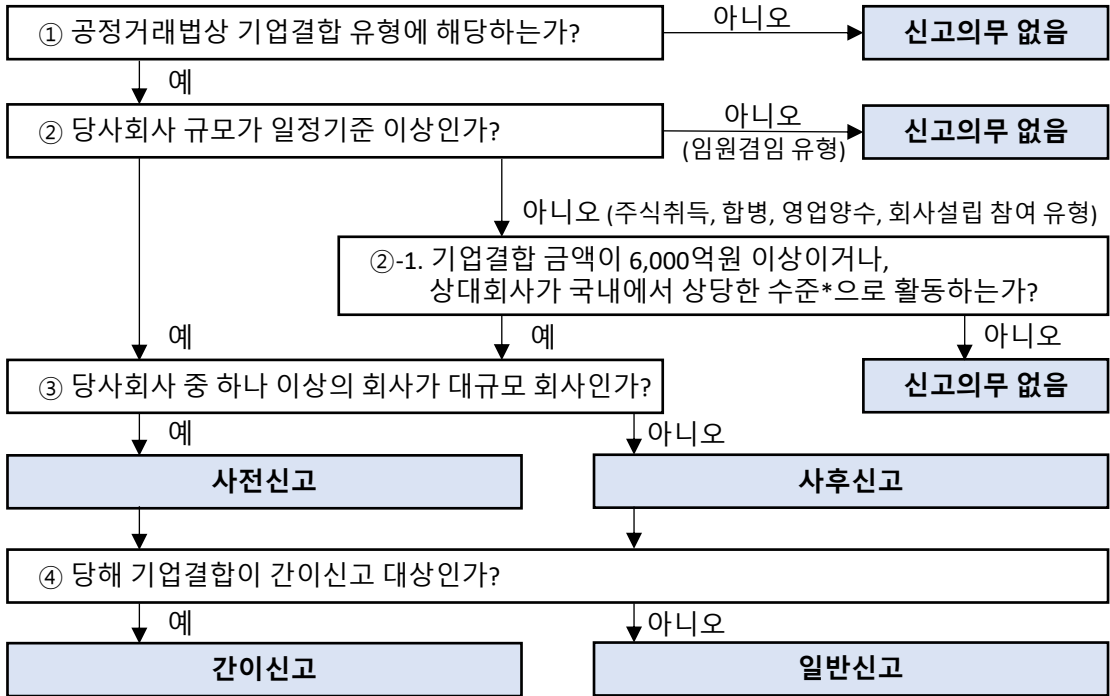 ① 공정거래법상 기업결합 유형에 해당하는가?
아니오
신고의무 없음
예
② 당사회사 규모가 일정기준 이상인가?
아니오
(임원겸임 유형)
신고의무 없음
아니오 (주식취득, 합병, 영업양수, 회사설립 참여 유형)
②-1. 기업결합 금액이 6,000억원 이상이거나,
상대회사가 국내에서 상당한 수준*으로 활동하는가?
예
예
아니오
③ 당사회사 중 하나 이상의 회사가 대규모 회사인가?
신고의무 없음
예
아니오
사전신고
사후신고
④ 당해 기업결합이 간이신고 대상인가?
예
아니오
간이신고
일반신고